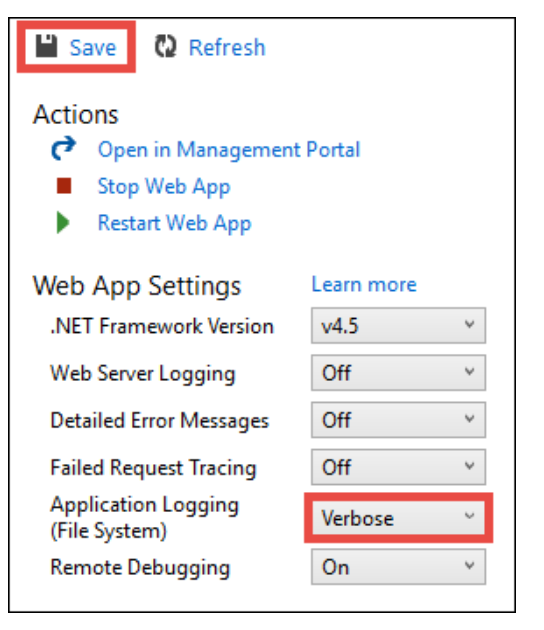 Save Refresh
Actions
Open in Management Portal
Stop Web App
Restart Web App
Web App Settings Learn more
.NET Framework Version v4.5
Web Server Logging Off
Detailed Error Messages Off
Failed Request Tracing Off
Application Logging
(File System) Verbose
Remote Debugging On